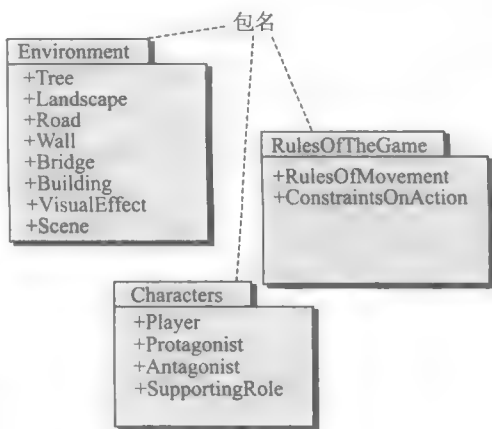 包名
Environment
+Tree
+Landscape
+Road
+Wall
+Bridge
+Building
+VisualEffect
+Scene
RulesOfTheGame
+RulesOfMovement
+ConstraintsOnAction
Characters
+Player
+Protagonist
+Antagonist
+SupportingRole